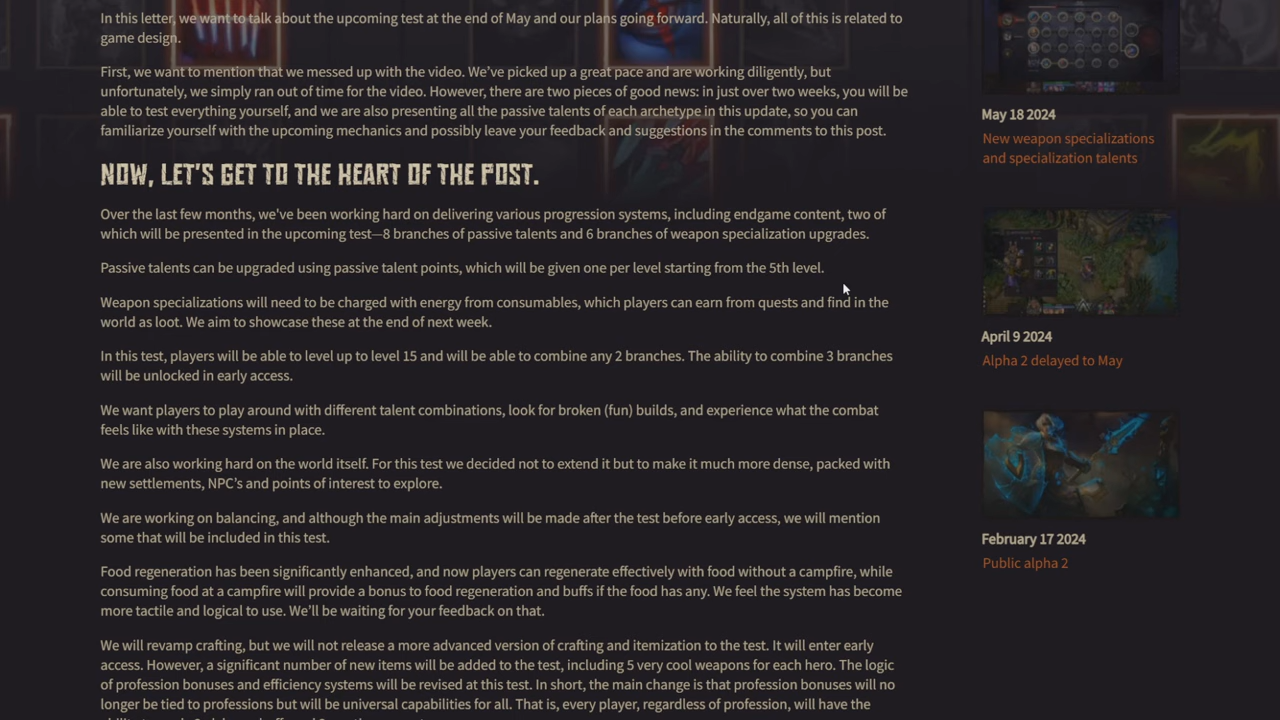 In this letter, we want to talk about the upcoming test at the end of May and our plans going forward. Naturally, all of this is related to
game design.
First, we want to mention that we messed up with the video. We've picked up a great pace and are working diligently, but
unfortunately, we simply ran out of time for the video. However, there are two pieces of good news: in just over two weeks, you will be
able to test everything yourself, and we are also presenting all the passive talents of each archetype in this update, so you can
familiarize yourself with the upcoming mechanics and possibly leave your feedback and suggestions in the comments to this post.
NOW, LET'S GET TO THE HEART OF THE POST.
Over the last few months, we've been working hard on delivering various progression systems, including endgame content, two of
which will be presented in the upcoming test—8 branches of passive talents and 6 branches of weapon specialization upgrades.
Passive talents can be upgraded using passive talent points, which will be given one per level starting from the 5th level.
Weapon specializations will need to be charged with energy from consumables, which players can earn from quests and find in the
world as loot. We aim to showcase these at the end of next week.
In this test, players will be able to level up to level 15 and will be able to combine any 2 branches. The ability to combine 3 branches
will be unlocked in early access.
We want players to play around with different talent combinations, look for broken (fun) builds, and experience what the combat
feels like with these systems in place.
We are also working hard on the world itself. For this test we decided not to extend it but to make it much more dense, packed with
new settlements, NPC's and points of interest to explore.
We are working on balancing, and although the main adjustments will be made after the test before early access, we will mention
some that will be included in this test.
Food regeneration has been significantly enhanced, and now players can regenerate effectively with food without a campfire, while
consuming food at a campfire will provide a bonus to food regeneration and buffs if the food has any. We feel the system has become
more tactile and logical to use. We'll be waiting for your feedback on that.
We will revamp crafting, but we will not release a more advanced version of crafting and itemization to the test. It will enter early
access. However, a significant number of new items will be added to the test, including 5 very cool weapons for each hero. The logic
of profession bonuses and efficiency systems will be revised at this test. In short, the main change is that profession bonuses will no
longer be tied to professions but will be universal capabilities for all. That is, every player, regardless of profession, will have the
May 18 2024
New weapon specializations
and specialization talents
April 9 2024
Alpha 2 delayed to May
February 17 2024
Public alpha 2